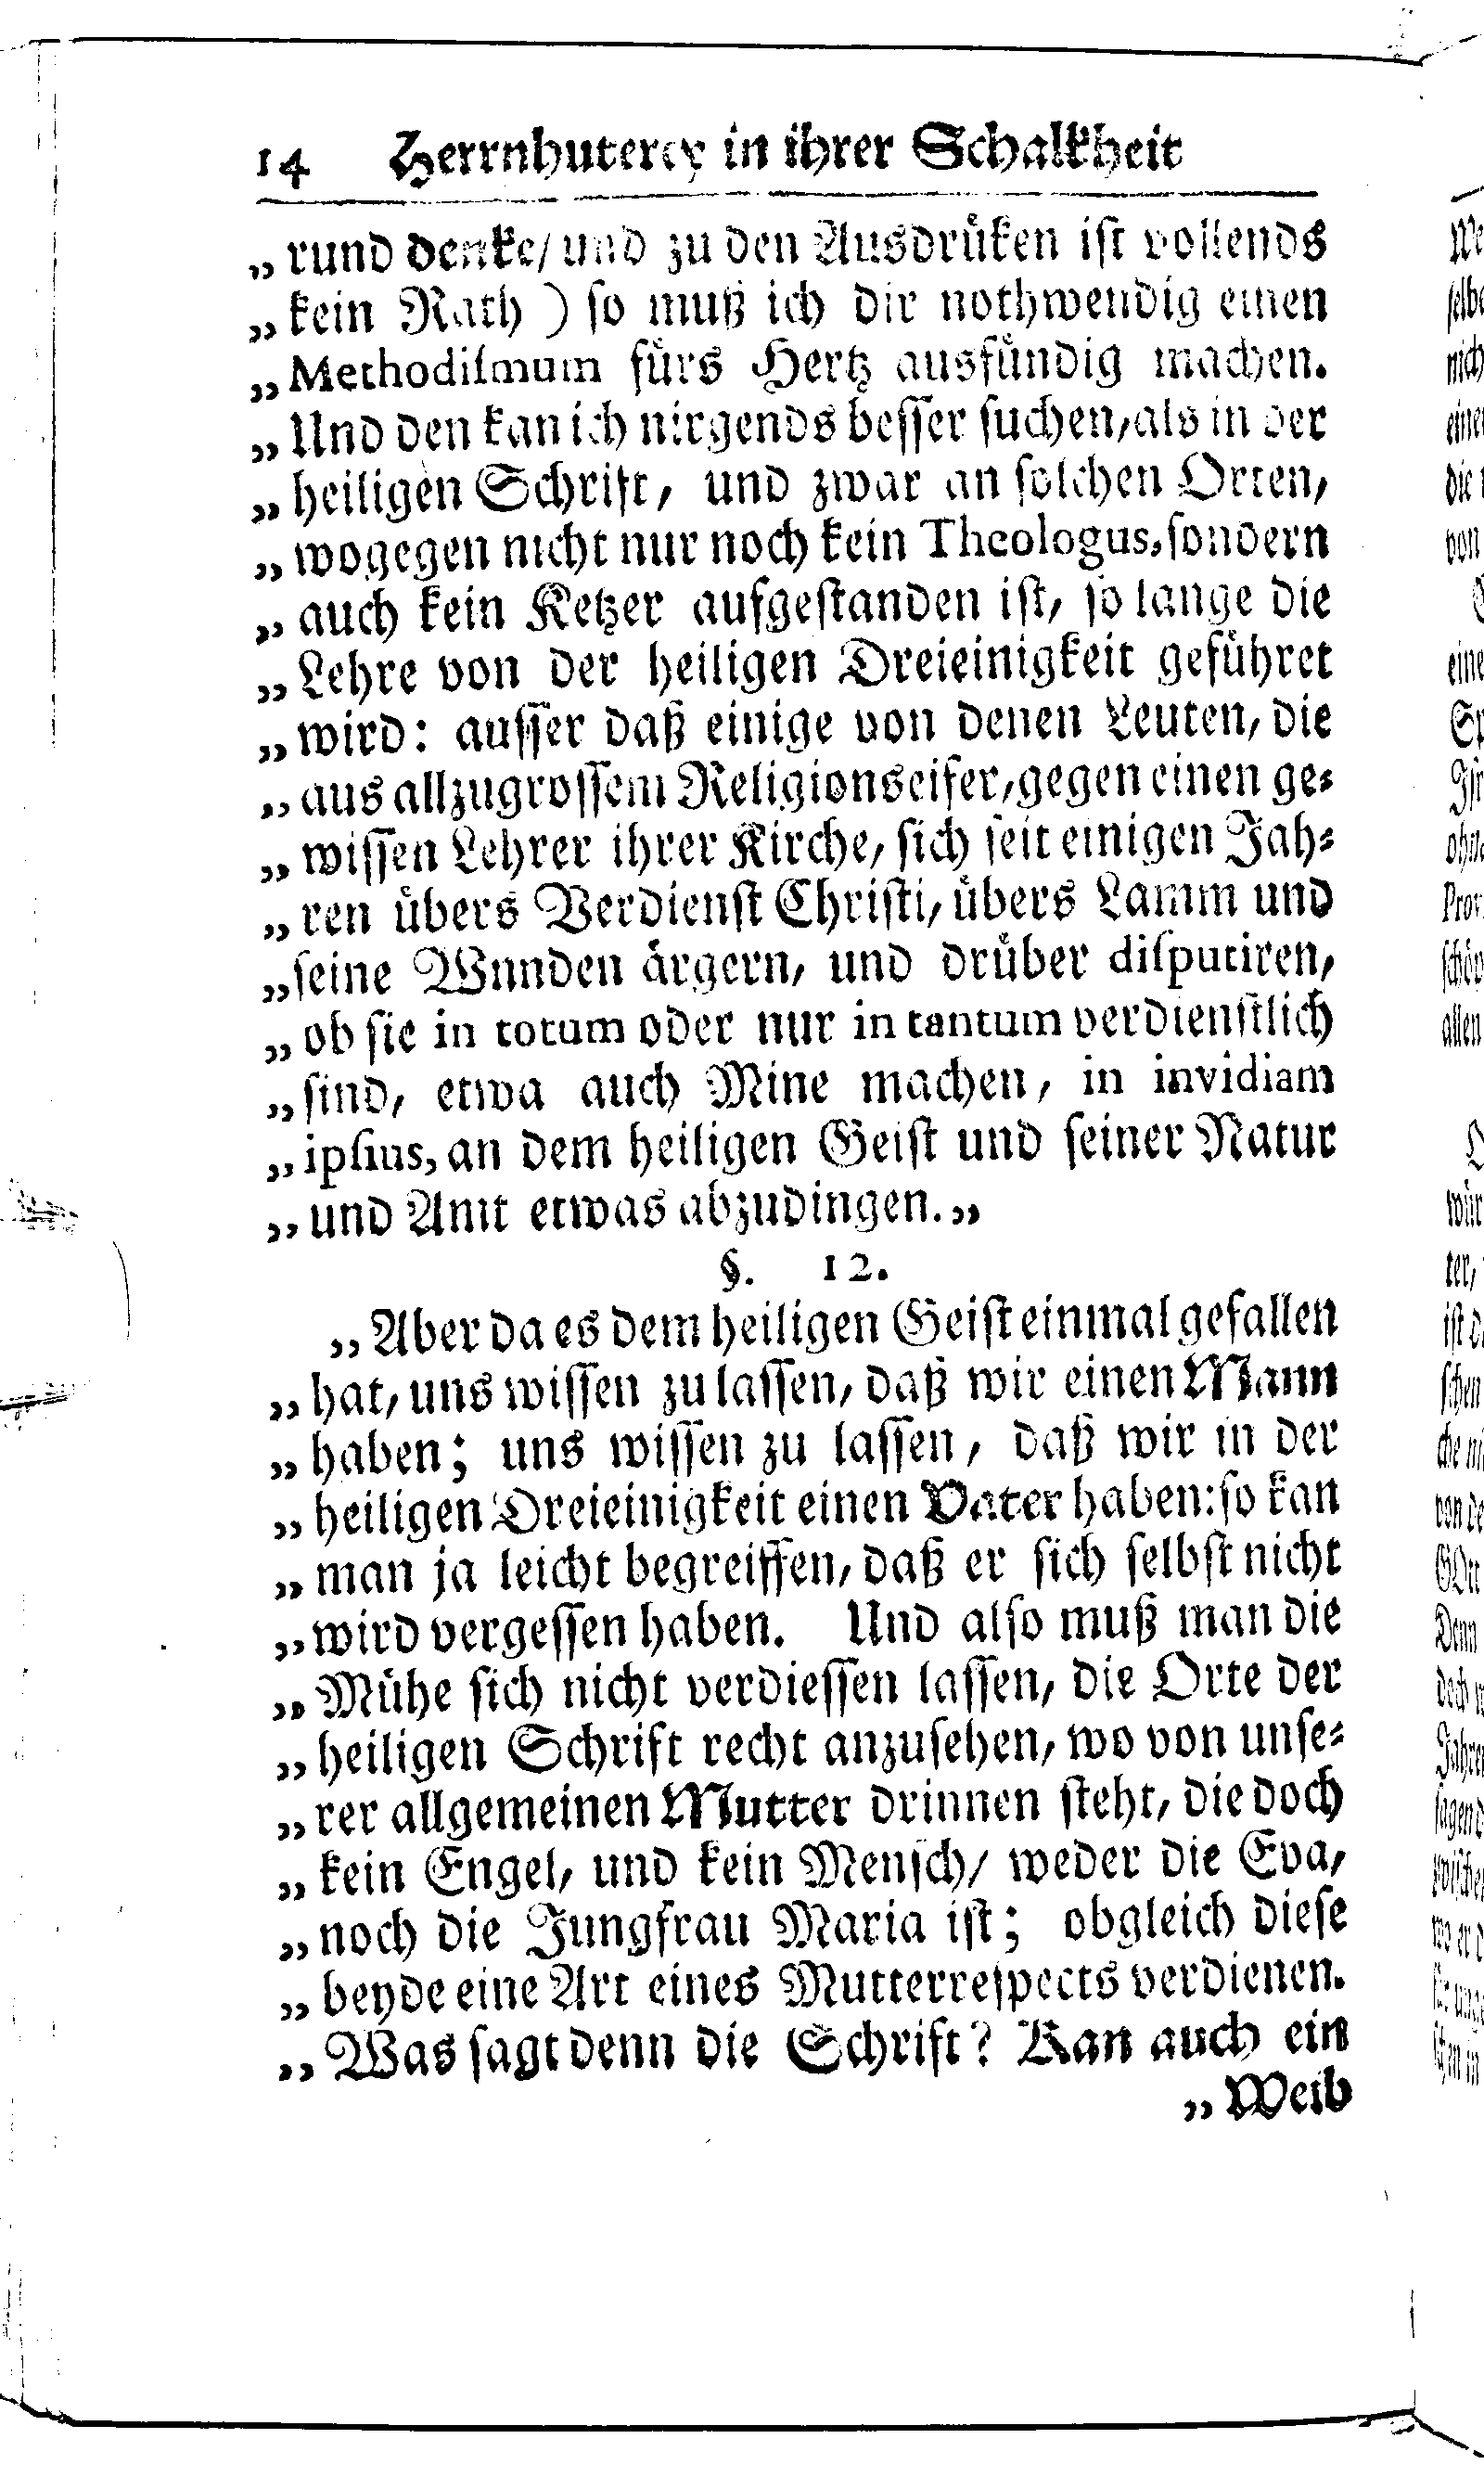 14 Herrnhuterey in ihrer Schalkheit
„rund denke/ und zu den Ausdrüken ist vollends
„kein Rath ) so muß ich dir nothwendig einen
„Methodismum fürs Hertz ausfündig machen.
„Und den kan ich nirgends besser suchen, als in der
„heiligen Schrift, und zwar an solchen Orten,
„wogegen nicht nur noch kein Theologus, sondern
„auch kein Ketzer aufgestanden ist, so lange die
„Lehre von der heiligen Dreieinigkeit geführet
„wird: ausser daß einige von denen Leuten, die
„aus allzugrossem Religionseifer, gegen einen ge-
„wissen Lehrer ihrer Kirche, sich seit einigen Jah-
„ren übers Verdienst Christi, übers Lamm und
„seine Wnnden ärgern, und drüber disputiren,
„ob sie in totum oder nur in tantum verdienstlich
„sind, etwa auch Mine machen, in invidiam
„ipsius, an dem heiligen Geist und seiner Natur
„und Amt etwas abzudingen.„
§. 12.
„Aber da es dem heiligen Geist einmal gefallen
„hat, uns wissen zu lassen, daß wir einen Mann
„haben; uns wissen zu lassen, daß wir in der
„heiligen Dreieinigkeit einen Vater haben: so kan
„man ja leicht begreiffen, daß er sich selbst nicht
„wird vergessen haben. Und also muß man die
„Mühe sich nicht verdiessen lassen, die Orte der
„heiligen Schrift recht anzusehen, wo von unse-
„rer allgemeinen Mutter drinnen steht, die doch
„kein Engel, und kein Mensch/ weder die Eva,
„noch die Jungfrau Maria ist; obgleich diese
„beyde eine Art eines Mutterrespects verdienen.
„Was sagt denn die Schrift? Kan auch ein
„Weib